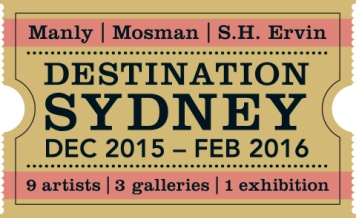 Manly | Mosman | S.H. Ervin
DESTINATION
SYDNEY
DEC 2015 – FEB 2016
9 artists | 3 galleries | 1 exhibition